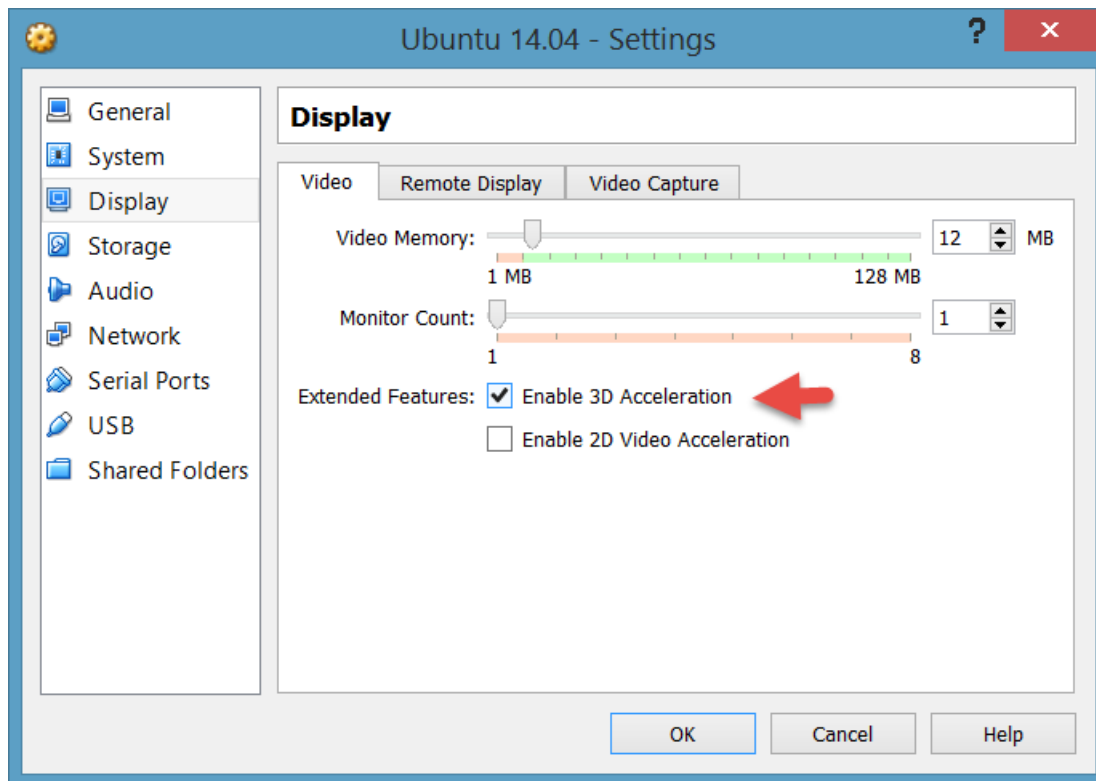 Ubuntu 14.04 - Settings
?
×
General
System
Display
Storage
Audio
Network
Serial Ports
USB
Shared Folders
Display
Video Remote Display Video Capture
Video Memory: 12 MB
1 MB 128 MB
Monitor Count: 1
1 8
Extended Features: Enable 3D Acceleration
Enable 2D Video Acceleration
OK Cancel Help